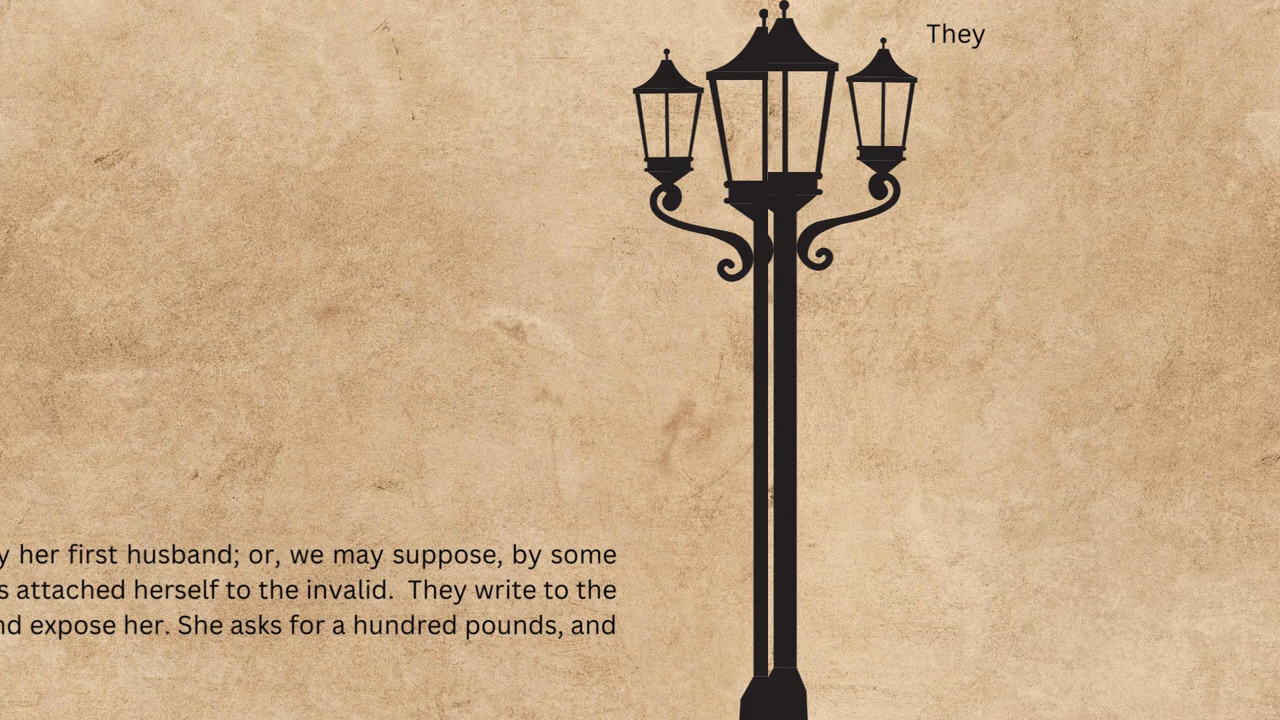 They
her first husband; or, we may suppose, by some
attached herself to the invalid.  They write to the
expose her. She asks for a hundred pounds, and